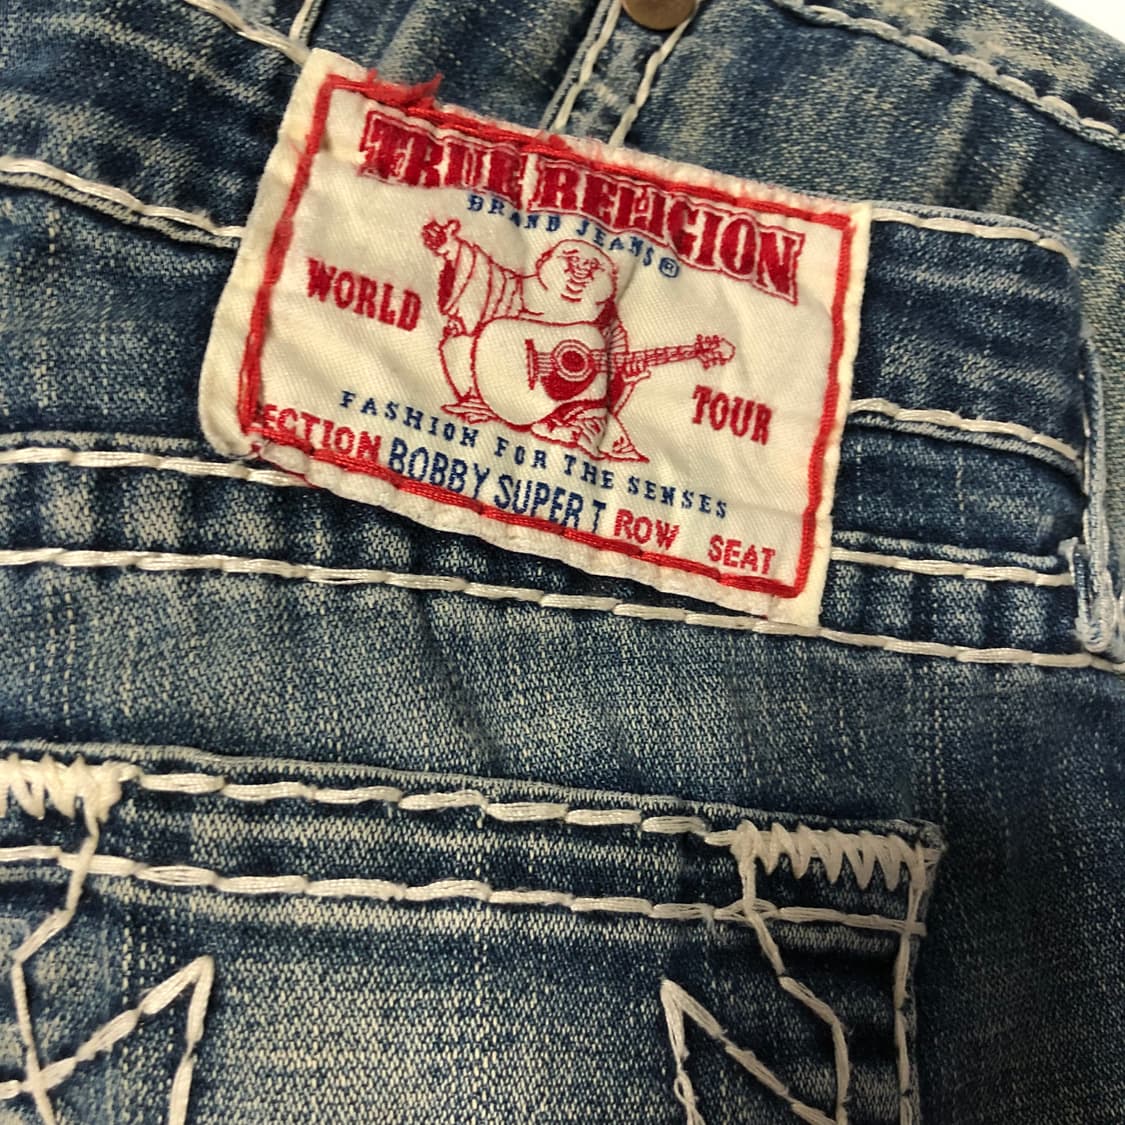 TRUE RELIGION
BRAND JEANS®
WORLD TOUR
FASHION FOR THE SENSES
ECTION BOBBY SUPER T ROW SEAT